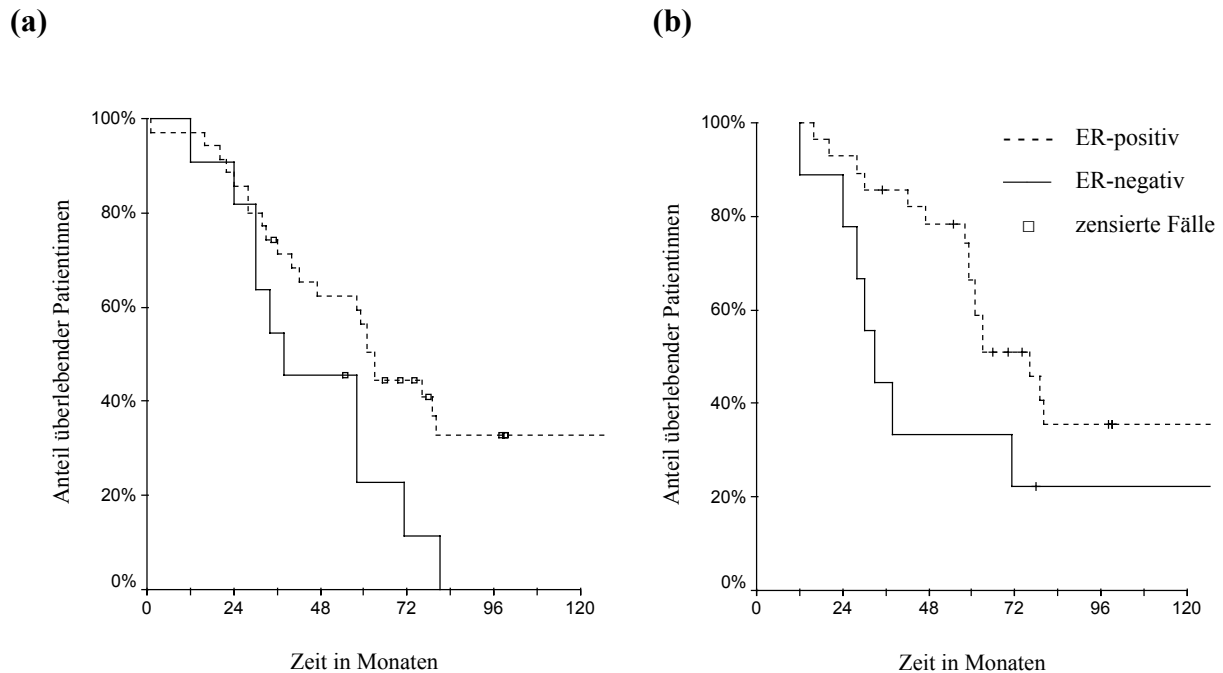 (a)
Anteil überlebender Patientinnen
100%
80%
60%
40%
20%
0%
0 24 48 72 96 120
Zeit in Monaten
(b)
Anteil überlebender Patientinnen
100%
80%
60%
40%
20%
0%
0 24 48 72 96 120
Zeit in Monaten
ER-positiv
ER-negativ
zensierte Fälle